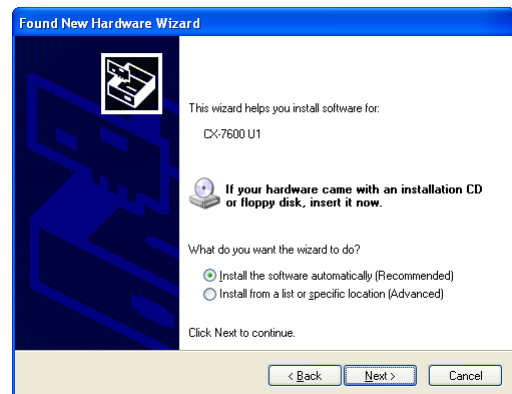 Found New Hardware Wizard
This wizard helps you install software for:
CX-7600 U1
If your hardware came with an installation CD
or floppy disk, insert it now.
What do you want the wizard to do?
Install the software automatically (Recommended)
Install from a list or specific location (Advanced)
Click Next to continue.
< Back Next > Cancel